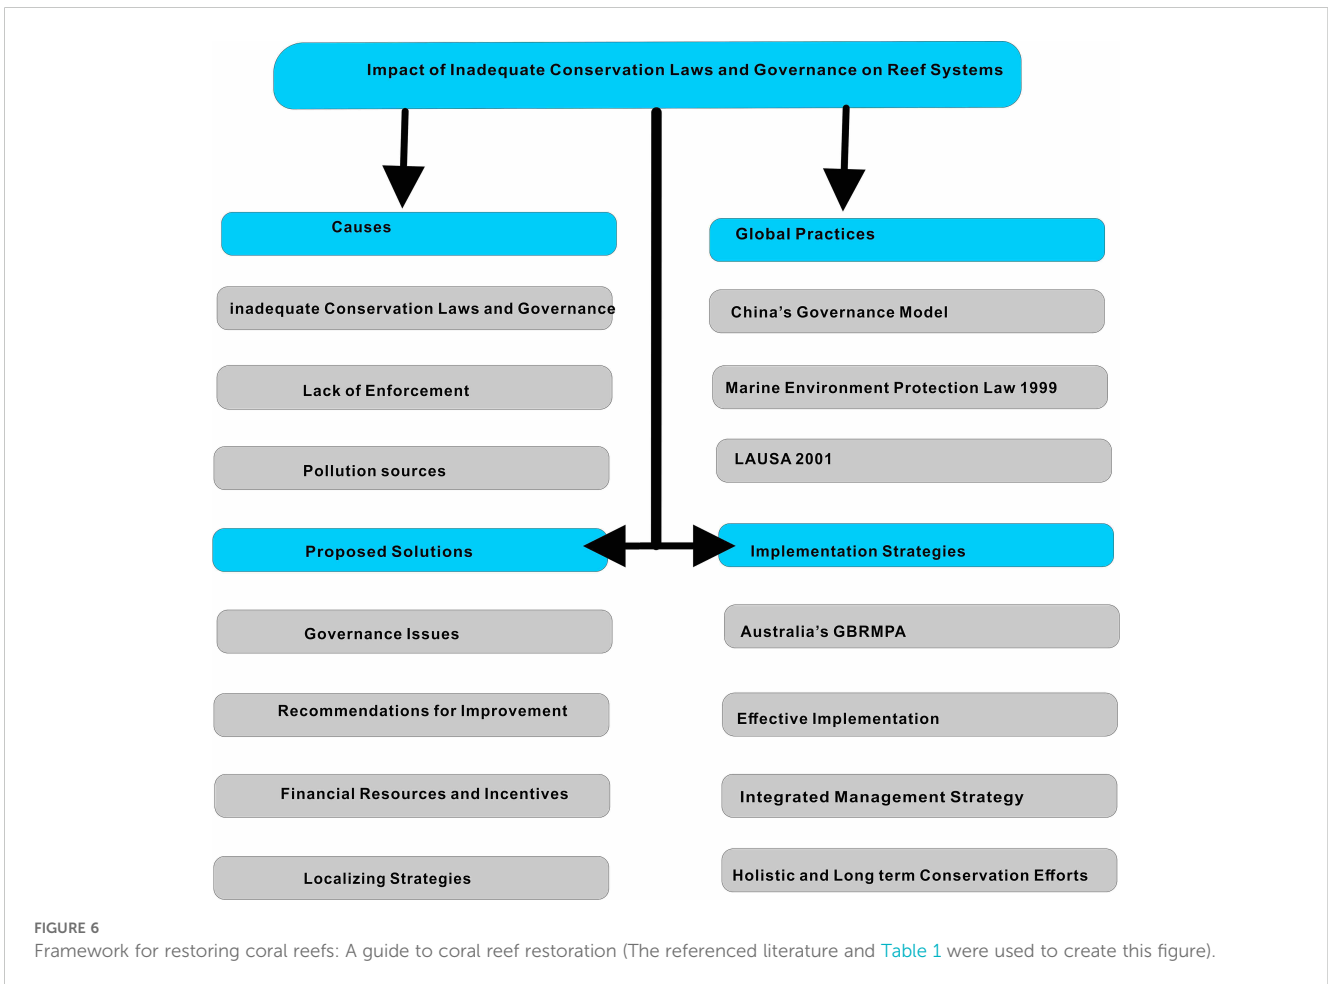 Impact of Inadequate Conservation Laws and Governance on Reef Systems
Causes
inadequate Conservation Laws and Governance
Lack of Enforcement
Pollution sources
Global Practices
China's Governance Model
Marine Environment Protection Law 1999
LAUSA 2001
Proposed Solutions
Governance Issues
Recommendations for Improvement
Financial Resources and Incentives
Localizing Strategies
Implementation Strategies
Australia's GBRMPA
Effective Implementation
Integrated Management Strategy
Holistic and Long term Conservation Efforts
FIGURE 6
Framework for restoring coral reefs: A guide to coral reef restoration (The referenced literature and Table 1 were used to create this figure).